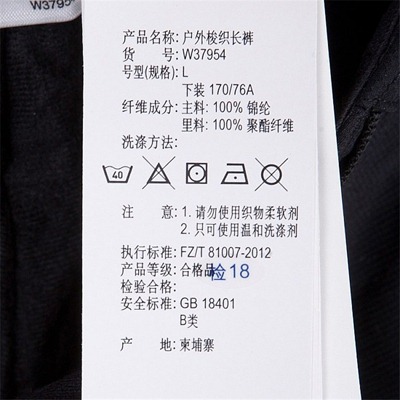 W3795
产品名称：户外梭织长裤
货 号：W37954
号型(规格)：L
下装 170/76A
纤维成分：主料：100% 锦纶
里料：100% 聚酯纤维
洗涤方法：
40
注 意：1. 请勿使用织物柔软剂
2. 只可使用温和洗涤剂
执行标准：FZ/T 81007-2012
产品等级：合格品
检验合格：检18
安全标准：GB 18401
B类
产 地：柬埔寨